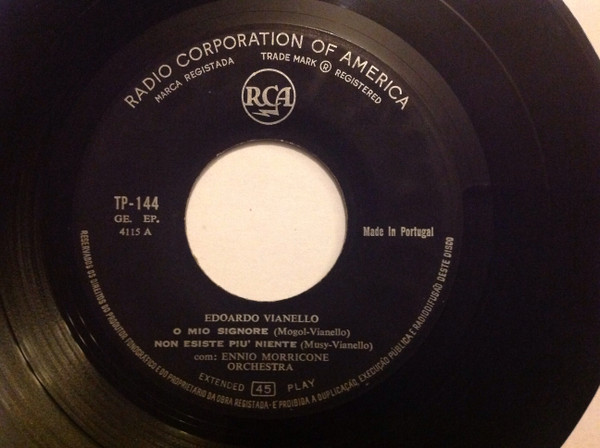 RADIO CORPORATION OF AMERICA
MARCA REGISTADA TRADE MARK ® REGISTERED
RCA
TP-144
GE. EP.
4115 A
Made in Portugal
EDOARDO VIANELLO
O MIO SIGNORE (Mogol-Vianello)
NON ESISTE PIU' NIENTE (Musy-Vianello)
com: ENNIO MORRICONE
ORCHESTRA
EXTENDED 45 PLAY
RESERVADOS OS DIREITOS DO PRODUTOR FONOGRÁFICO E DO PROPRIETARIO DA OBRA REGISTADA - É PROIBIDA A DUPLICAÇÃO, EXECUÇÃO PÚBLICA E RADIODIFUSÃO DESTE DISCO